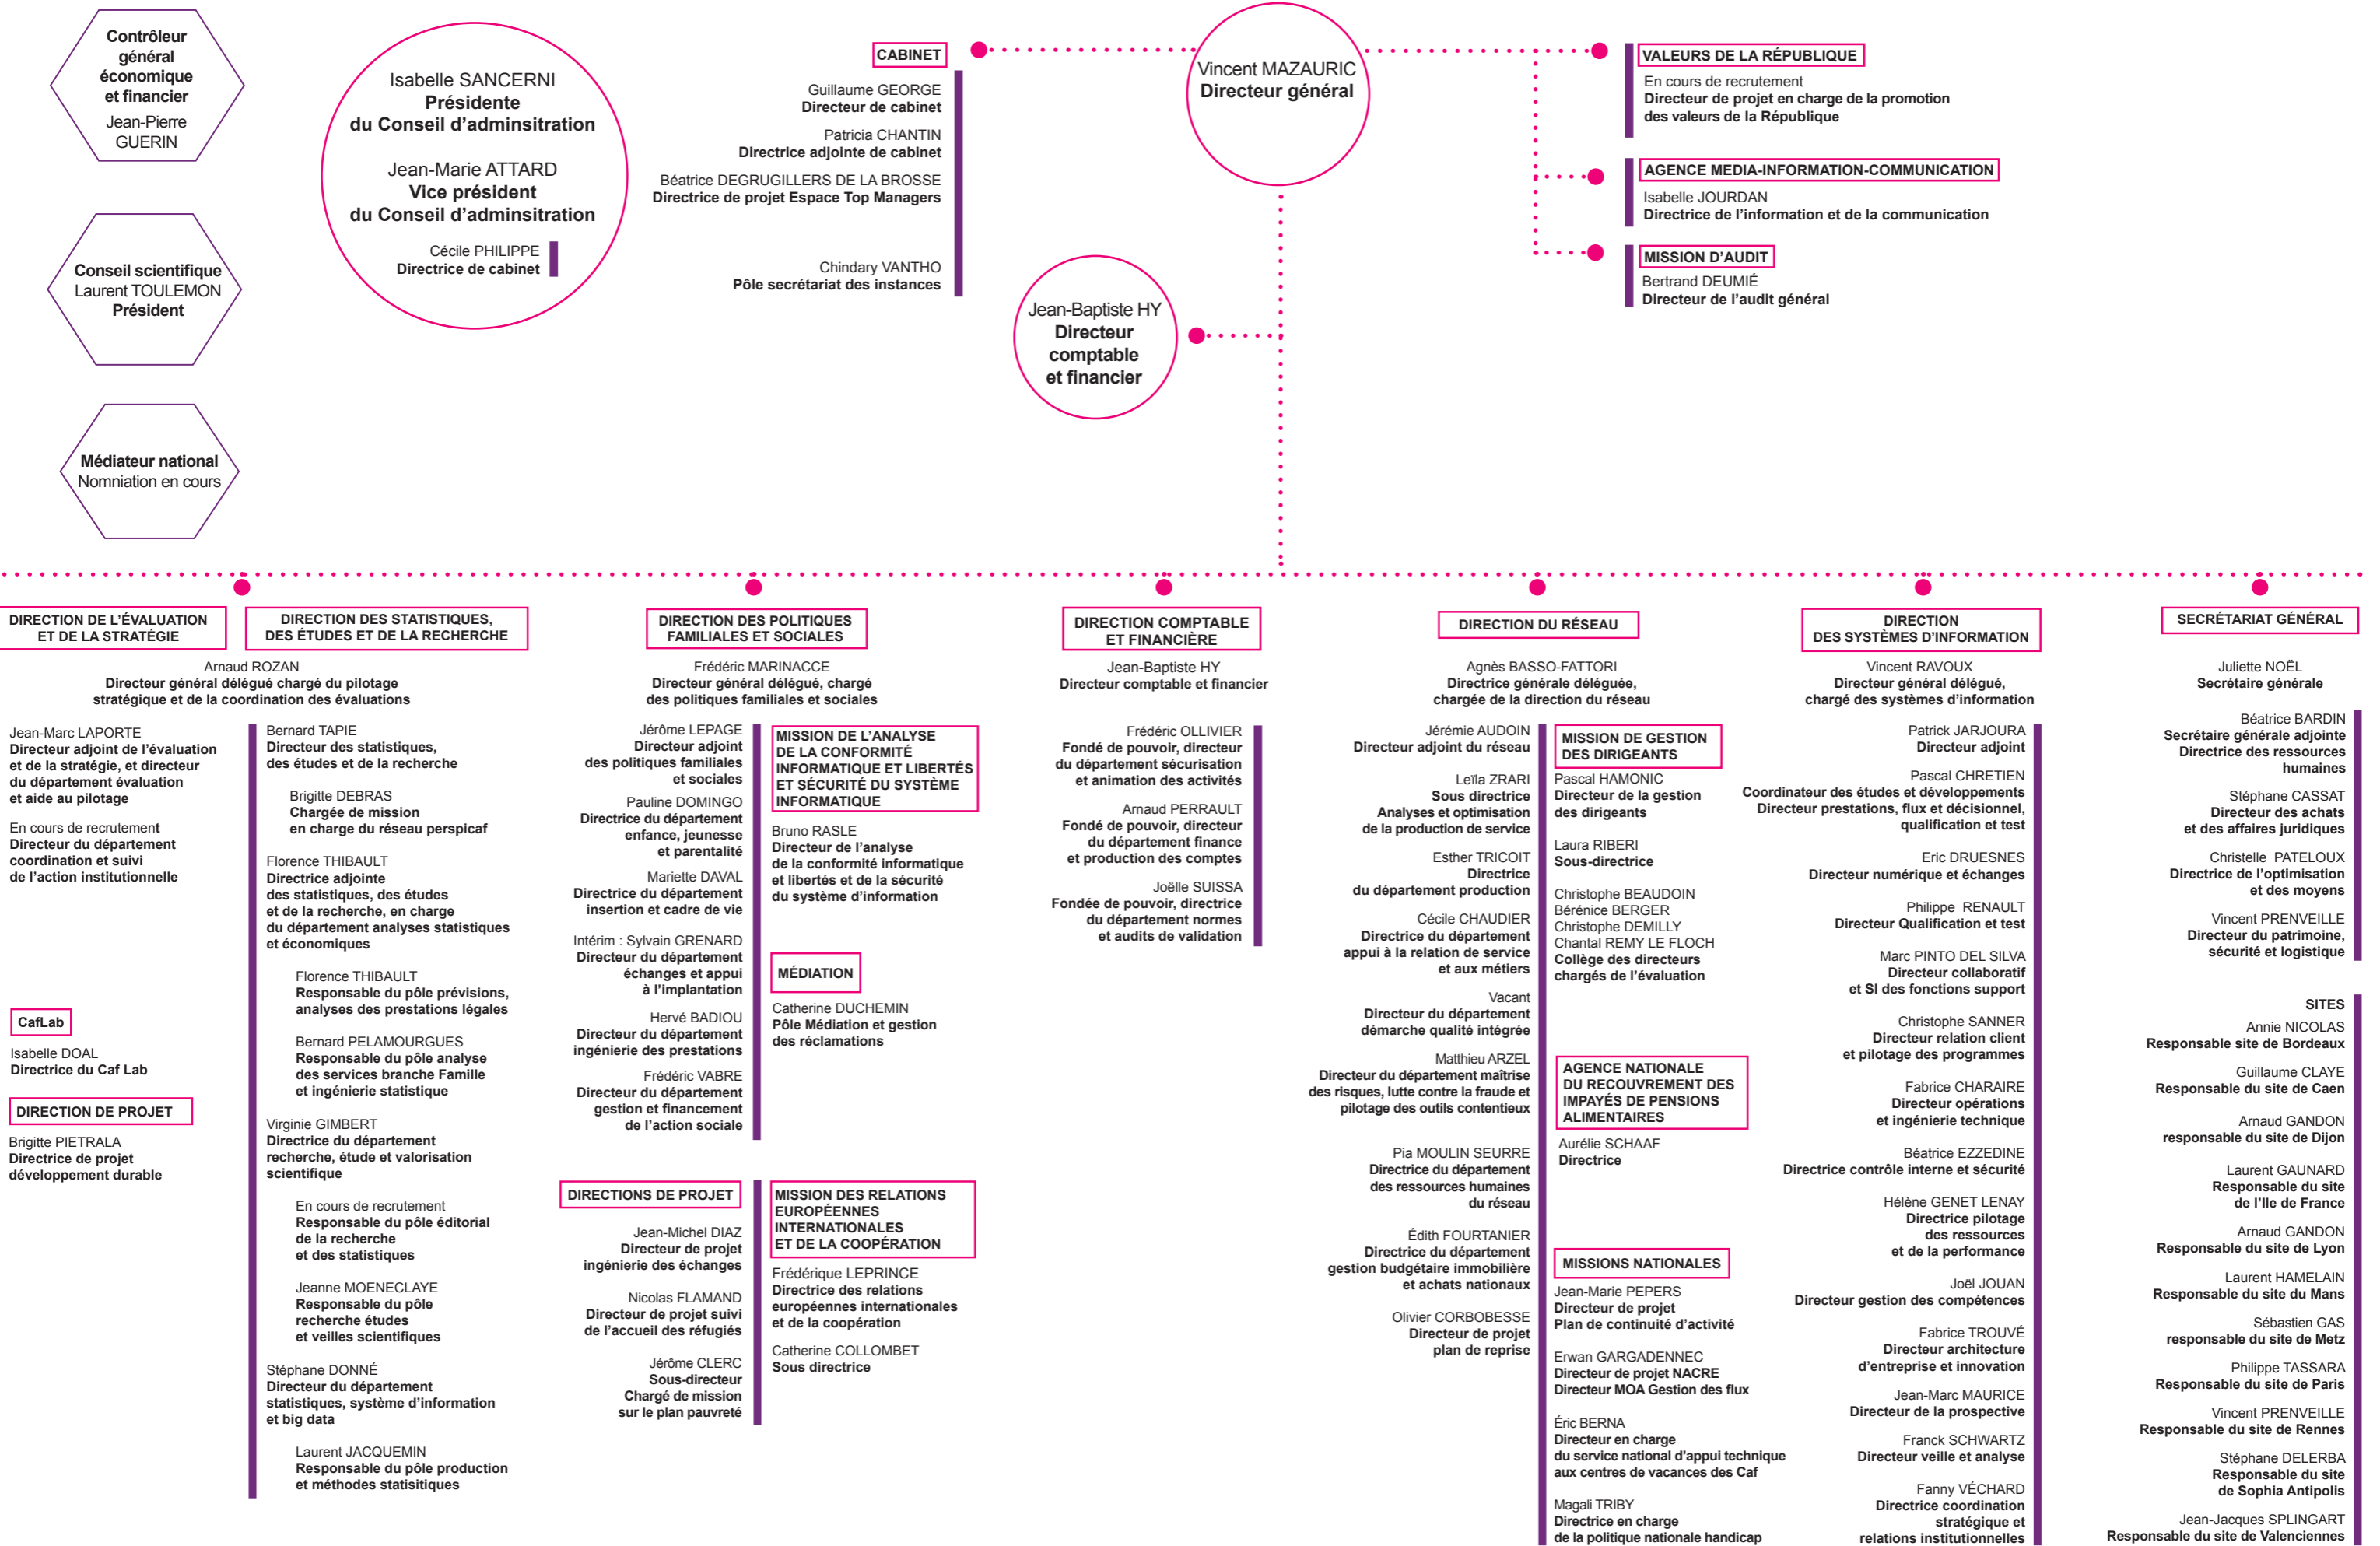 Contrôleur
général
économique
et financier
Jean-Pierre
GUERIN
Conseil scientifique
Laurent TOULEMON
Président
Médiateur national
Nomniation en cours
Isabelle SANCERNI
Présidente
du Conseil d’adminsitration
Jean-Marie ATTARD
Vice président
du Conseil d’adminsitration
Cécile PHILIPPE
Directrice de cabinet
CABINET
Guillaume GEORGE
Directeur de cabinet
Patricia CHANTIN
Directrice adjointe de cabinet
Béatrice DEGRUGILLERS DE LA BROSSE
Directrice de projet Espace Top Managers
Chindary VANTHO
Pôle secrétariat des instances
Vincent MAZAURIC
Directeur général
Jean-Baptiste HY
Directeur
comptable
et financier
VALEURS DE LA RÉPUBLIQUE
En cours de recrutement
Directeur de projet en charge de la promotion
des valeurs de la République
AGENCE MEDIA-INFORMATION-COMMUNICATION
Isabelle JOURDAN
Directrice de l’information et de la communication
MISSION D’AUDIT
Bertrand DEUMIÉ
Directeur de l’audit général
DIRECTION DE L’ÉVALUATION
ET DE LA STRATÉGIE
DIRECTION DES STATISTIQUES,
DES ÉTUDES ET DE LA RECHERCHE
Arnaud ROZAN
Directeur général délégué chargé du pilotage
stratégique et de la coordination des évaluations
Jean-Marc LAPORTE
Directeur adjoint de l’évaluation
et de la stratégie, et directeur
du département évaluation
et aide au pilotage
En cours de recrutement
Directeur du département
coordination et suivi
de l’action institutionnelle
CafLab
Isabelle DOAL
Directrice du Caf Lab
DIRECTION DE PROJET
Brigitte PIETRALA
Directrice de projet
développement durable
Bernard TAPIE
Directeur des statistiques,
des études et de la recherche
Brigitte DEBRAS
Chargée de mission
en charge du réseau perspicaf
Florence THIBAULT
Directrice adjointe
des statistiques, des études
et de la recherche, en charge
du département analyses statistiques
et économiques
Florence THIBAULT
Responsable du pôle prévisions,
analyses des prestations légales
Bernard PELAMOURGUES
Responsable du pôle analyse
des services branche Famille
et ingénierie statistique
Virginie GIMBERT
Directrice du département
recherche, étude et valorisation
scientifique
En cours de recrutement
Responsable du pôle éditorial
de la recherche
et des statistiques
Jeanne MOENECLAYE
Responsable du pôle
recherche études
et veilles scientifiques
Stéphane DONNÉ
Directeur du département
statistiques, système d’information
et big data
Laurent JACQUEMIN
Responsable du pôle production
et méthodes statisitiques
DIRECTION DES POLITIQUES
FAMILIALES ET SOCIALES
Frédéric MARINACCE
Directeur général délégué, chargé
des politiques familiales et sociales
Jérôme LEPAGE
Directeur adjoint
des politiques familiales
et sociales
Pauline DOMINGO
Directrice du département
enfance, jeunesse
et parentalité
Mariette DAVAL
Directrice du département
insertion et cadre de vie
Intérim : Sylvain GRENARD
Directeur du département
échanges et appui
à l’implantation
Hervé BADIOU
Directeur du département
ingénierie des prestations
Frédéric VABRE
Directeur du département
gestion et financement
de l’action sociale
DIRECTIONS DE PROJET
Jean-Michel DIAZ
Directeur de projet
ingénierie des échanges
Nicolas FLAMAND
Directeur de projet suivi
de l’accueil des réfugiés
Jérôme CLERC
Sous-directeur
Chargé de mission
sur le plan pauvreté
MISSION DE L’ANALYSE
DE LA CONFORMITÉ
INFORMATIQUE ET LIBERTÉS
ET SÉCURITÉ DU SYSTÈME
INFORMATIQUE
Bruno RASLE
Directeur de l’analyse
de la conformité informatique
et libertés et de la sécurité
du système d’information
MÉDIATION
Catherine DUCHEMIN
Pôle Médiation et gestion
des réclamations
MISSION DES RELATIONS
EUROPÉENNES
INTERNATIONALES
ET DE LA COOPÉRATION
Frédérique LEPRINCE
Directrice des relations
européennes internationales
et de la coopération
Catherine COLLOMBET
Sous directrice
DIRECTION COMPTABLE
ET FINANCIÈRE
Jean-Baptiste HY
Directeur comptable et financier
Frédéric OLLIVIER
Fondé de pouvoir, directeur
du département sécurisation
et animation des activités
Arnaud PERRAULT
Fondé de pouvoir, directeur
du département finance
et production des comptes
Joëlle SUISSA
Fondée de pouvoir, directrice
du département normes
et audits de validation
DIRECTION DU RÉSEAU
Agnès BASSO-FATTORI
Directrice générale déléguée,
chargée de la direction du réseau
Jérémie AUDOIN
Directeur adjoint du réseau
Leïla ZRARI
Sous directrice
Analyses et optimisation
de la production de service
Esther TRICOIT
Directrice
du département production
Cécile CHAUDIER
Directrice du département
appui à la relation de service
et aux métiers
Vacant
Directeur du département
démarche qualité intégrée
Matthieu ARZEL
Directeur du département maîtrise
des risques, lutte contre la fraude et
pilotage des outils contentieux
Pia MOULIN SEURRE
Directrice du département
des ressources humaines
du réseau
Édith FOURTANIER
Directrice du département
gestion budgétaire immobilière
et achats nationaux
Olivier CORBOBESSE
Directeur de projet
plan de reprise
MISSION DE GESTION
DES DIRIGEANTS
Pascal HAMONIC
Directeur de la gestion
des dirigeants
Laura RIBERI
Sous-directrice
Christophe BEAUDOIN
Bérénice BERGER
Christophe DEMILLY
Chantal REMY LE FLOCH
Collège des directeurs
chargés de l’évaluation
AGENCE NATIONALE
DU RECOUVREMENT DES
IMPAYÉS DE PENSIONS
ALIMENTAIRES
Aurélie SCHAAF
Directrice
MISSIONS NATIONALES
Jean-Marie PEPERS
Directeur de projet
Plan de continuité d’activité
Erwan GARGADENNEC
Directeur de projet NACRE
Directeur MOA Gestion des flux
Éric BERNA
Directeur en charge
du service national d’appui technique
aux centres de vacances des Caf
Magali TRIBY
Directrice en charge
de la politique nationale handicap
DIRECTION
DES SYSTÈMES D’INFORMATION
Vincent RAVOUX
Directeur général délégué,
chargé des systèmes d’information
Patrick JARJOURA
Directeur adjoint
Pascal CHRETIEN
Coordinateur des études et développements
Directeur prestations, flux et décisionnel,
qualification et test
Eric DRUESNES
Directeur numérique et échanges
Philippe RENAULT
Directeur Qualification et test
Marc PINTO DEL SILVA
Directeur collaboratif
et SI des fonctions support
Christophe SANNER
Directeur relation client
et pilotage des programmes
Fabrice CHARAIRE
Directeur opérations
et ingénierie technique
Béatrice EZZEDINE
Directrice contrôle interne et sécurité
Hélène GENET LENAY
Directrice pilotage
des ressources
et de la performance
Joël JOUAN
Directeur gestion des compétences
Fabrice TROUVÉ
Directeur architecture
d’entreprise et innovation
Jean-Marc MAURICE
Directeur de la prospective
Franck SCHWARTZ
Directeur veille et analyse
Fanny VÉCHARD
Directrice coordination
stratégique et
relations institutionnelles
SECRÉTARIAT GÉNÉRAL
Juliette NOËL
Secrétaire générale
Béatrice BARDIN
Secrétaire générale adjointe
Directrice des ressources
humaines
Stéphane CASSAT
Directeur des achats
et des affaires juridiques
Christelle PATELOUX
Directrice de l’optimisation
et des moyens
Vincent PRENVEILLE
Directeur du patrimoine,
sécurité et logistique
SITES
Annie NICOLAS
Responsable site de Bordeaux
Guillaume CLAYE
Responsable du site de Caen
Arnaud GANDON
responsable du site de Dijon
Laurent GAUNARD
Responsable du site
de l’Ile de France
Arnaud GANDON
Responsable du site de Lyon
Laurent HAMELAIN
Responsable du site du Mans
Sébastien GAS
responsable du site de Metz
Philippe TASSARA
Responsable du site de Paris
Vincent PRENVEILLE
Responsable du site de Rennes
Stéphane DELERBA
Responsable du site
de Sophia Antipolis
Jean-Jacques SPLINGART
Responsable du site de Valenciennes